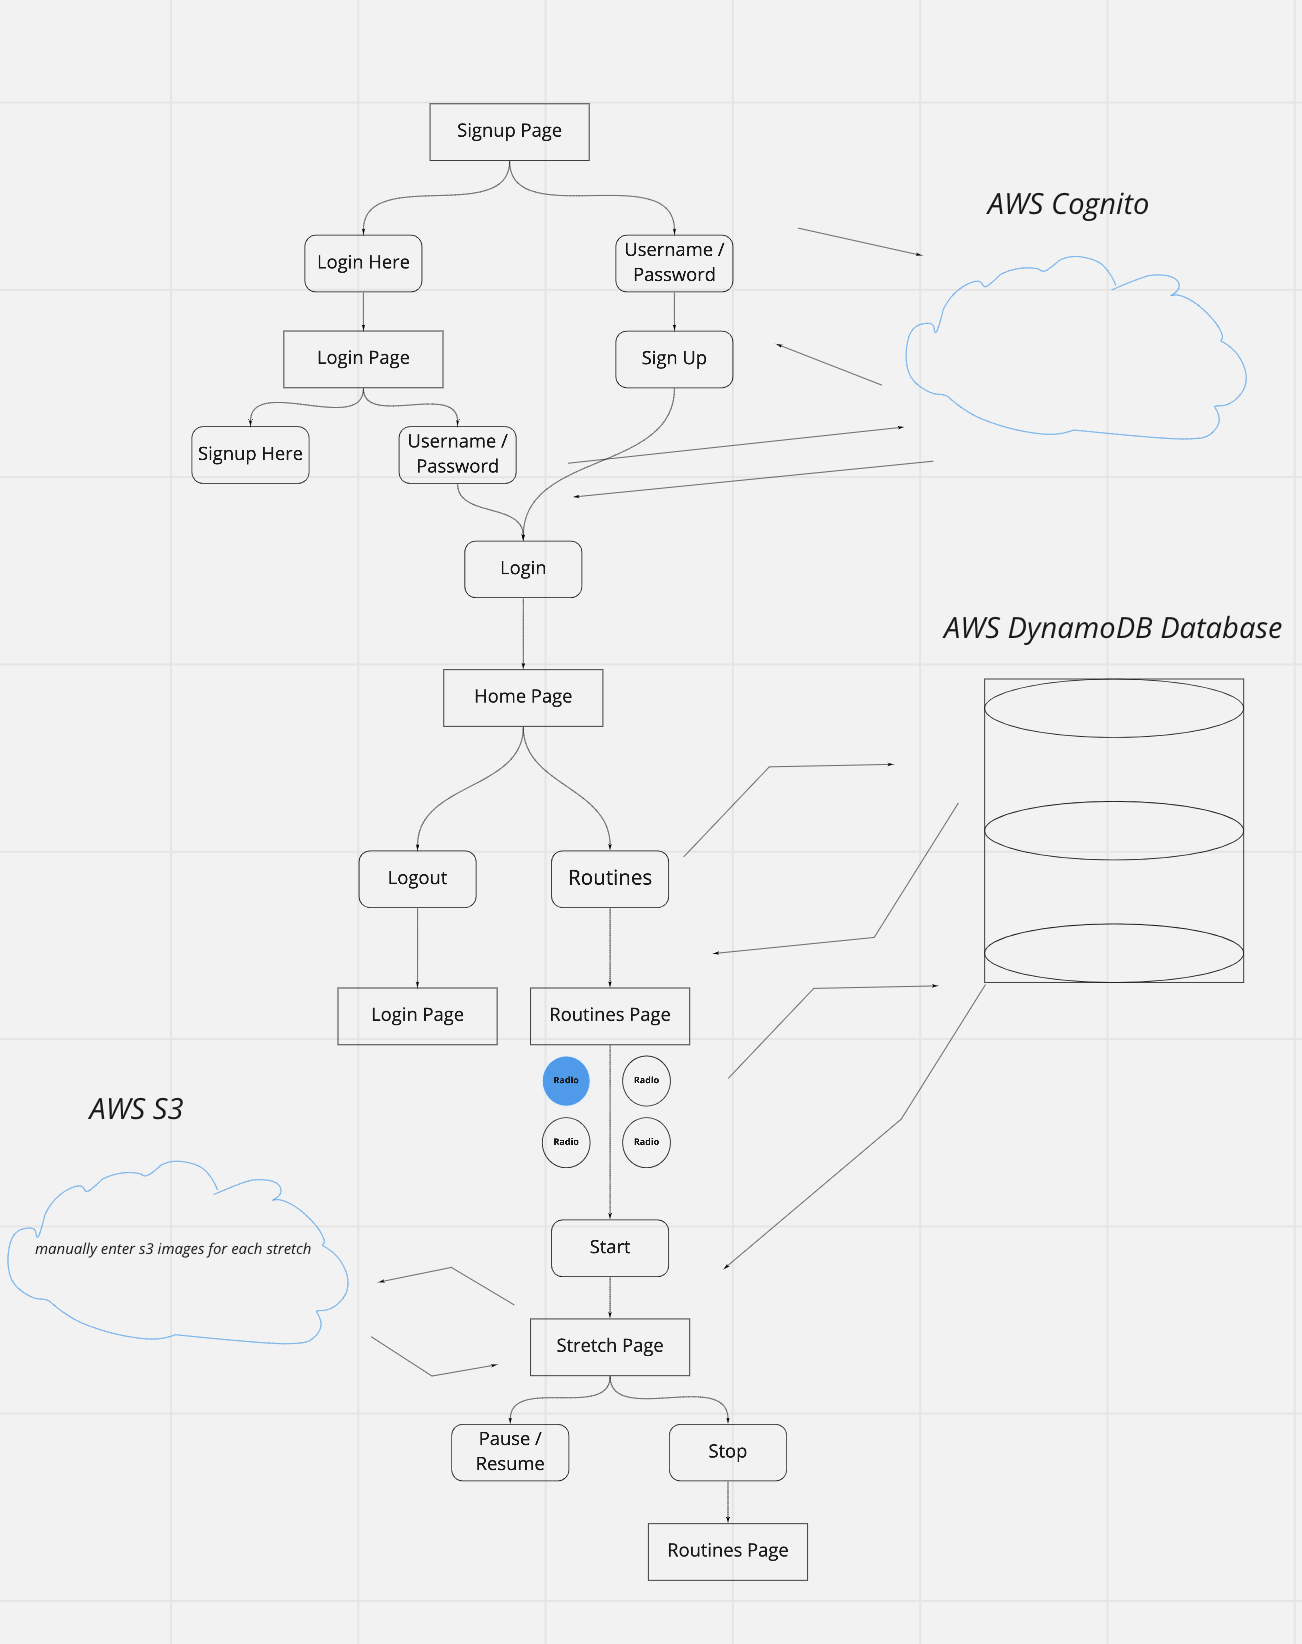 Signup Page
AWS Cognito
Login Here
Username /
Password
Login Page
Sign Up
Signup Here
Username /
Password
Login
AWS DynamoDB Database
Home Page
Logout
Routines
Login Page
Routines Page
Radio
Radio
AWS S3
Radio
Radio
manually enter s3 images for each stretch
Start
Stretch Page
Pause /
Resume
Stop
Routines Page